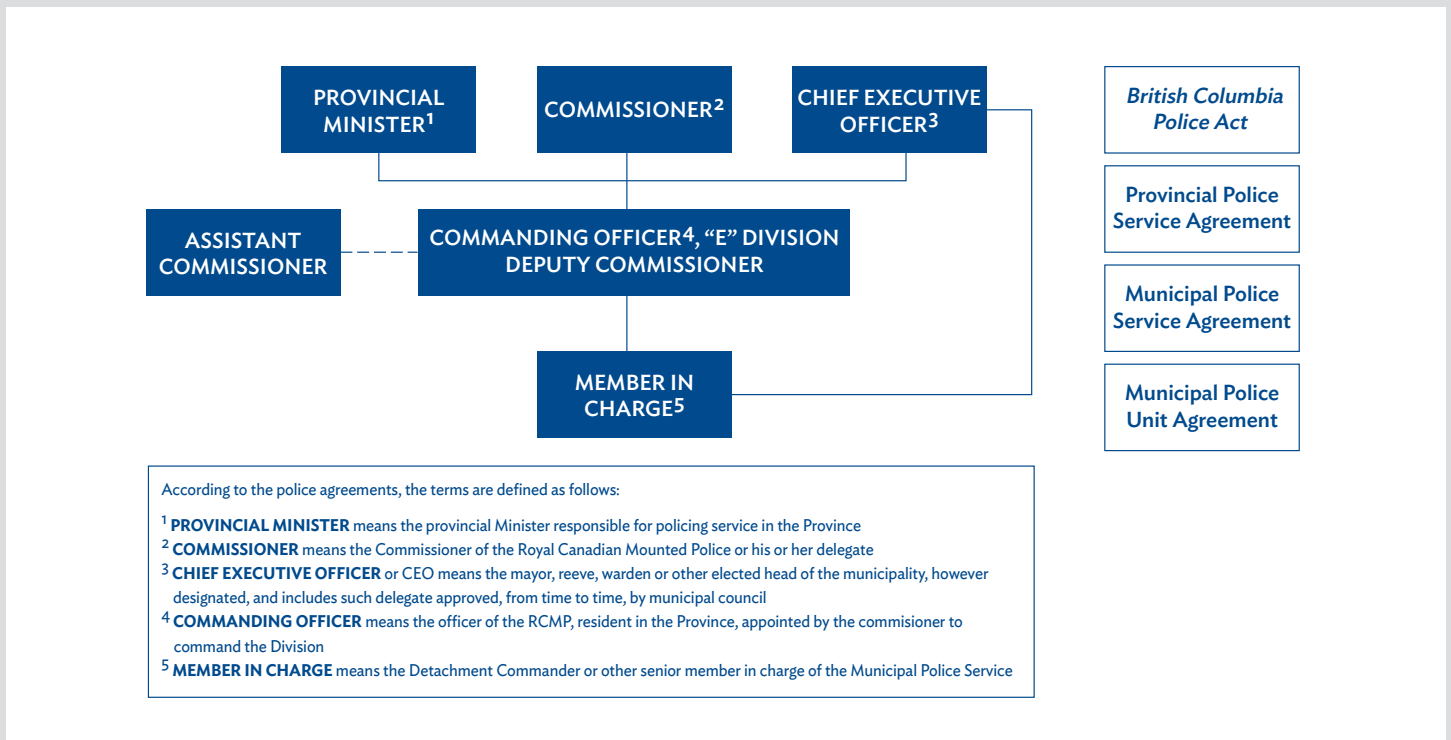 PROVINCIAL
MINISTER¹
COMMISSIONER²
CHIEF EXECUTIVE
OFFICER³
British Columbia
Police Act
Provincial Police
Service Agreement
ASSISTANT
COMMISSIONER
COMMANDING OFFICER⁴, “E” DIVISION
DEPUTY COMMISSIONER
Municipal Police
Service Agreement
MEMBER IN
CHARGE⁵
Municipal Police
Unit Agreement
According to the police agreements, the terms are defined as follows:
¹ PROVINCIAL MINISTER means the provincial Minister responsible for policing service in the Province
² COMMISSIONER means the Commissioner of the Royal Canadian Mounted Police or his or her delegate
³ CHIEF EXECUTIVE OFFICER or CEO means the mayor, reeve, warden or other elected head of the municipality, however
designated, and includes such delegate approved, from time to time, by municipal council
⁴ COMMANDING OFFICER means the officer of the RCMP, resident in the Province, appointed by the commisioner to
command the Division
⁵ MEMBER IN CHARGE means the Detachment Commander or other senior member in charge of the Municipal Police Service